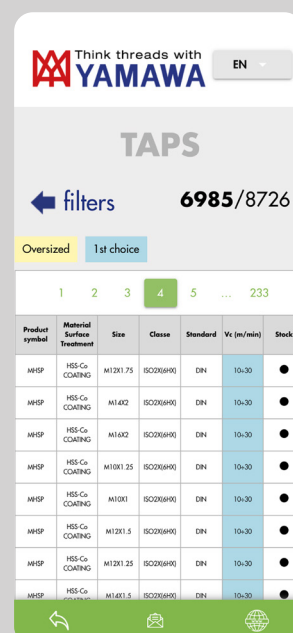 Think threads with
YAMAWA
EN
TAPS
filters
6985/8726
Oversized 1st choice
1 2 3 4 5 ... 233
Product symbol Material Surface Treatment Size Classe Standard Vc (m/min) Stock
MHSP HSS-Co COATING M12X1.75 ISO2X(6HX) DIN 10÷30
MHSP HSS-Co COATING M14X2 ISO2X(6HX) DIN 10÷30
MHSP HSS-Co COATING M16X2 ISO2X(6HX) DIN 10÷30
MHSP HSS-Co COATING M10X1.25 ISO2X(6HX) DIN 10÷30
MHSP HSS-Co COATING M10X1 ISO2X(6HX) DIN 10÷30
MHSP HSS-Co COATING M12X1.5 ISO2X(6HX) DIN 10÷30
MHSP HSS-Co COATING M12X1.25 ISO2X(6HX) DIN 10÷30
MHSP HSS-Co COATING M14X1.5 ISO2X(6HX) DIN 10÷30